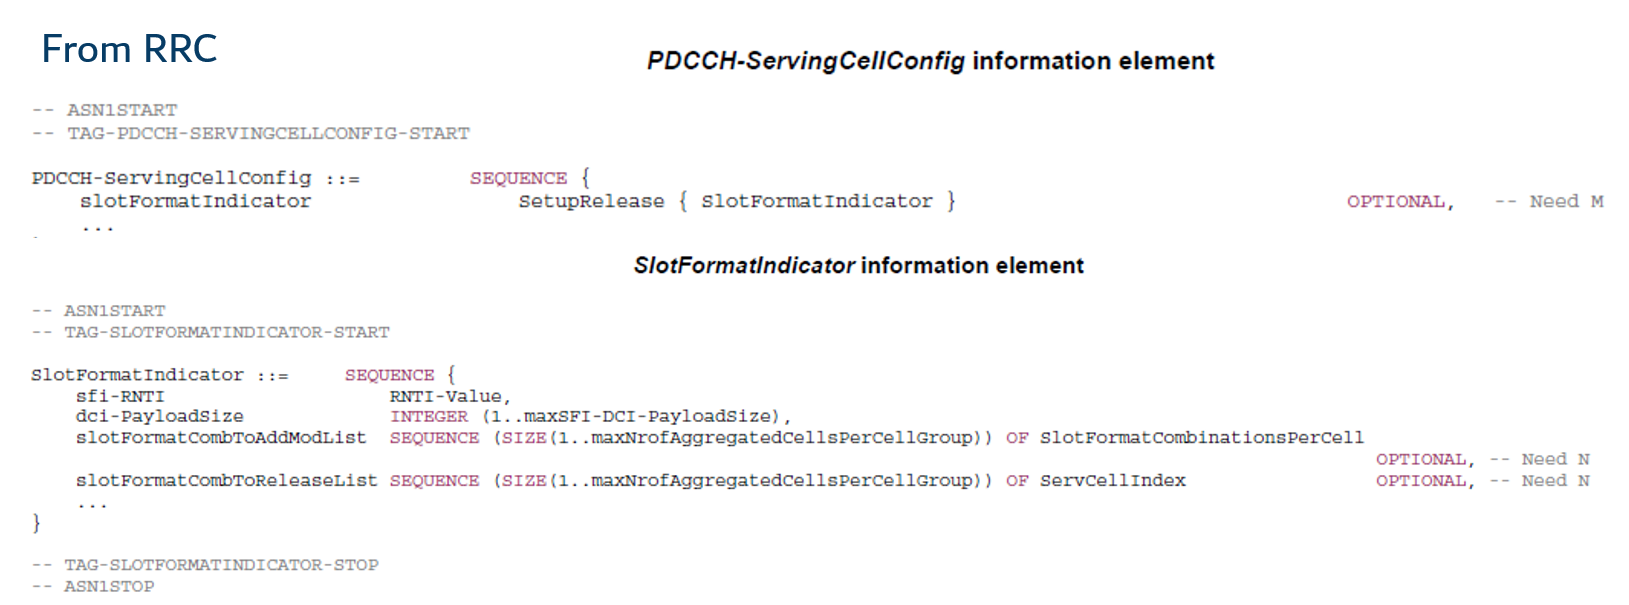 From RRC
PDCCH-ServingCellConfig information element
-- ASN1START
-- TAG-PDCCH-SERVINGCELLCONFIG-START
PDCCH-ServingCellConfig ::= SEQUENCE {
slotFormatIndicator SetupRelease { SlotFormatIndicator } OPTIONAL, -- Need M
...
SlotFormatIndicator information element
-- ASN1START
-- TAG-SLOTFORMATINDICATOR-START
SlotFormatIndicator ::= SEQUENCE {
sfi-RNTI RNTI-Value,
dci-PayloadSize INTEGER (1..maxSFI-DCI-PayloadSize),
slotFormatCombToAddModList SEQUENCE (SIZE(1..maxNrofAggregatedCellsPerCellGroup)) OF SlotFormatCombinationsPerCell
OPTIONAL, -- Need N
slotFormatCombToReleaseList SEQUENCE (SIZE(1..maxNrofAggregatedCellsPerCellGroup)) OF ServCellIndex OPTIONAL, -- Need N
...
}
-- TAG-SLOTFORMATINDICATOR-STOP
-- ASN1STOP